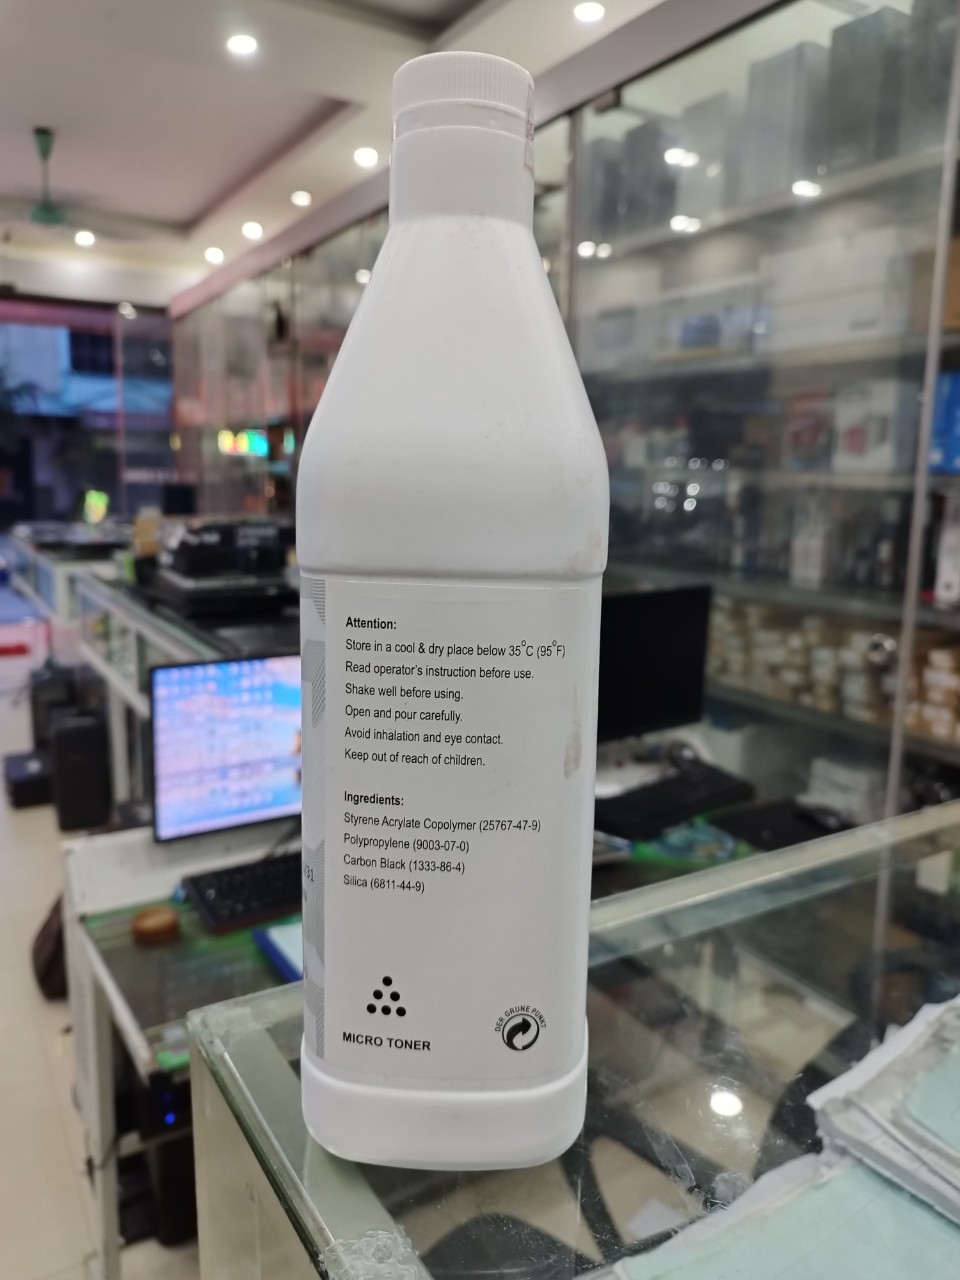 Attention:
Store in a cool & dry place below 35°C (95°F)
Read operator's instruction before use.
Shake well before using.
Open and pour carefully.
Avoid inhalation and eye contact.
Keep out of reach of children.
Ingredients:
Styrene Acrylate Copolymer (25767-47-9)
Polypropylene (9003-07-0)
Carbon Black (1333-86-4)
Silica (6811-44-9)
MICRO TONER
DER GRÜNE PUNKT